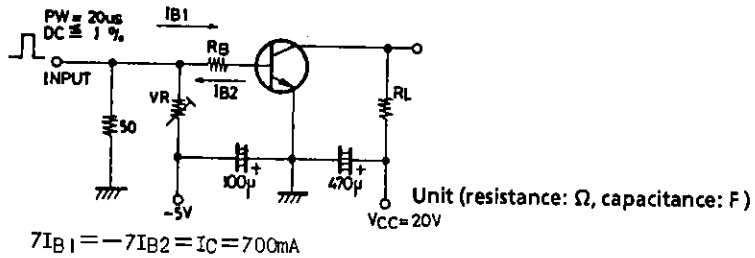 PW = 20us
DC ≦ 1 %
IB1
RB
INPUT
IB2
VR
RL
50
100μ +
470μ +
-5V
VCC = 20V
Unit (resistance: Ω, capacitance: F)
7IB1=-7IB2=IC=700mA